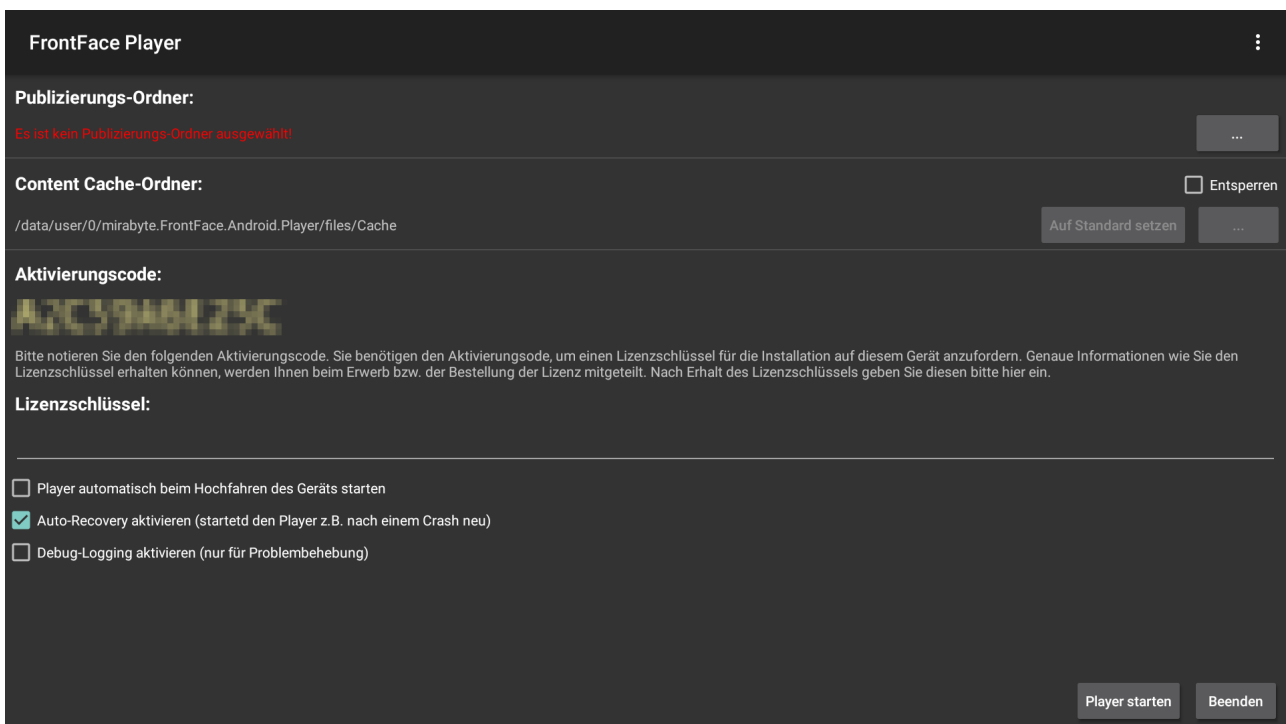 FrontFace Player
Publizierungs-Ordner:
Es ist kein Publizierungs-Ordner ausgewählt!
...
Content Cache-Ordner:
Entsperren
/data/user/0/mirabyte.FrontFace.Android.Player/files/Cache
Auf Standard setzen
...
Aktivierungscode:
Bitte notieren Sie den folgenden Aktivierungscode. Sie benötigen den Aktivierungsode, um einen Lizenzschlüssel für die Installation auf diesem Gerät anzufordern. Genaue Informationen wie Sie den
Lizenzschlüssel erhalten können, werden Ihnen beim Erwerb bzw. der Bestellung der Lizenz mitgeteilt. Nach Erhalt des Lizenzschlüssels geben Sie diesen bitte hier ein.
Lizenzschlüssel:
Player automatisch beim Hochfahren des Geräts starten
Auto-Recovery aktivieren (startetd den Player z.B. nach einem Crash neu)
Debug-Logging aktivieren (nur für Problembehebung)
Player starten
Beenden